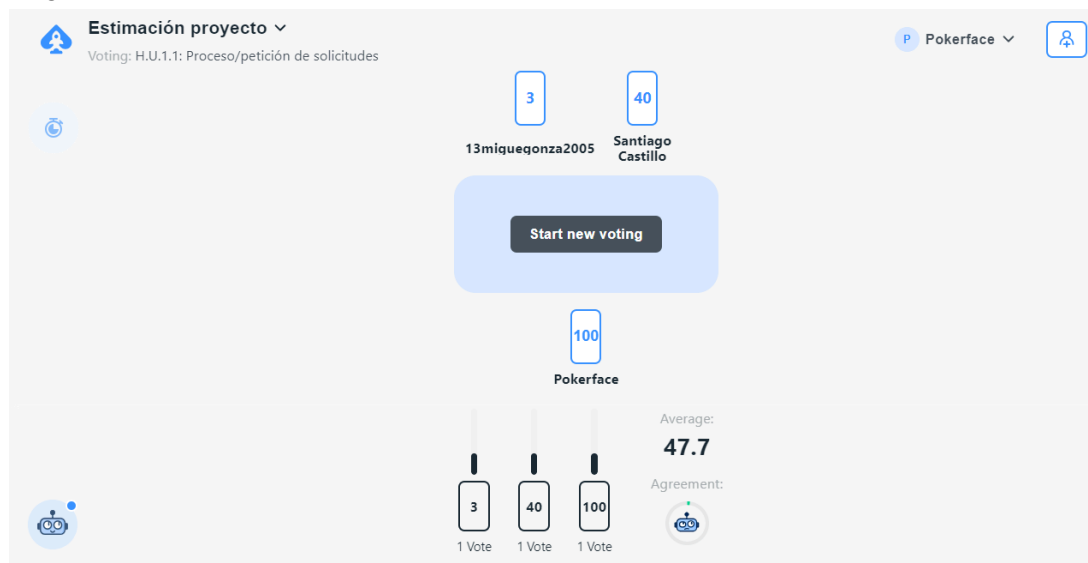 Estimación proyecto
Voting: H.U.1.1: Proceso/petición de solicitudes
P Pokerface
3
40
13miguegonza2005
Santiago
Castillo
Start new voting
100
Pokerface
Average:
47.7
Agreement:
3
40
100
1 Vote
1 Vote
1 Vote